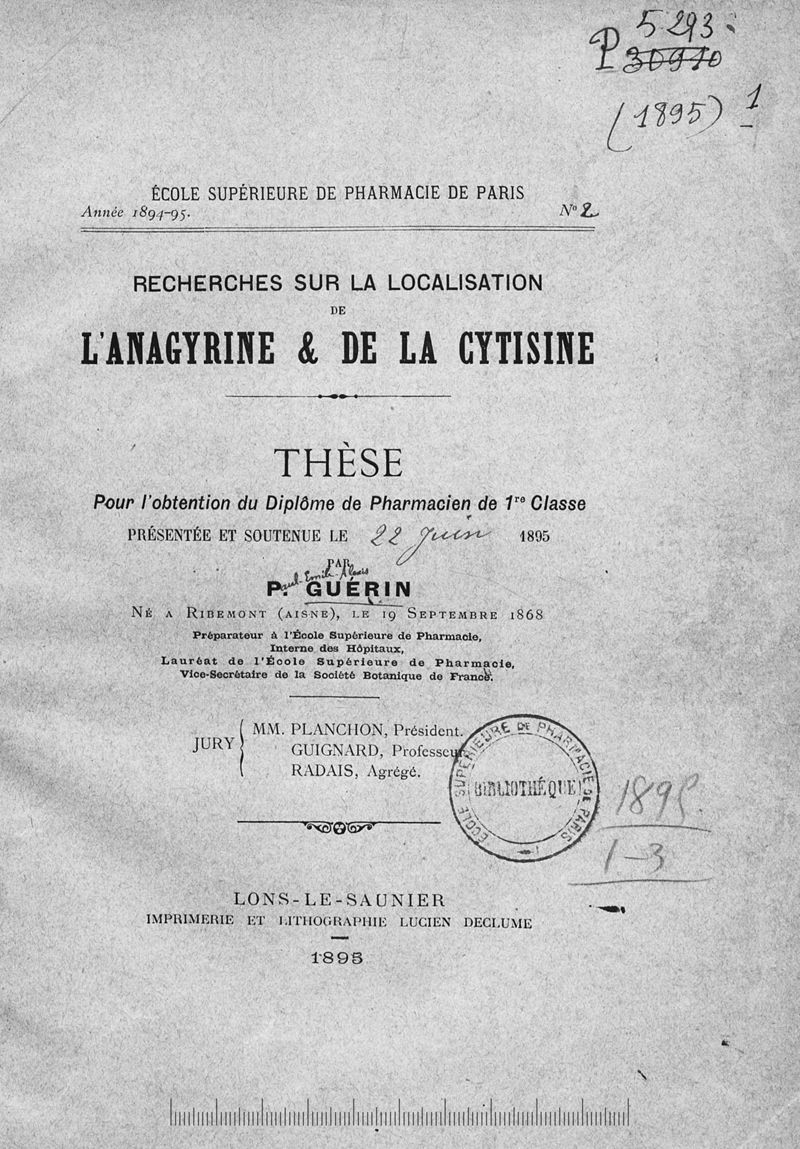 P 5293.
30910
(1895) 1
ÉCOLE SUPÉRIEURE DE PHARMACIE DE PARIS
Année 1894-95. No 2
RECHERCHES SUR LA LOCALISATION
DE
L'ANAGYRINE & DE LA CYTISINE
THÈSE
Pour l'obtention du Diplôme de Pharmacien de 1re Classe
PRÉSENTÉE ET SOUTENUE LE 22 Juin 1895
PAR
Paul-Emile-Alexis
P. GUÉRIN
NÉ A RIBEMONT (AISNE), LE 19 SEPTEMBRE 1868
Préparateur à l'École Supérieure de Pharmacie,
Interne des Hôpitaux,
Lauréat de l'École Supérieure de Pharmacie,
Vice-Secrétaire de la Société Botanique de France.
JURY
MM. PLANCHON, Président.
GUIGNARD, Professeur
RADAIS, Agrégé.
ÉCOLE SUPÉRIEURE DE PHARMACIE DE PARIS
BIBLIOTHÉQUE
1895.
1-3
LONS-LE-SAUNIER
IMPRIMERIE ET LITHOGRAPHIE LUCIEN DECLUME
1895